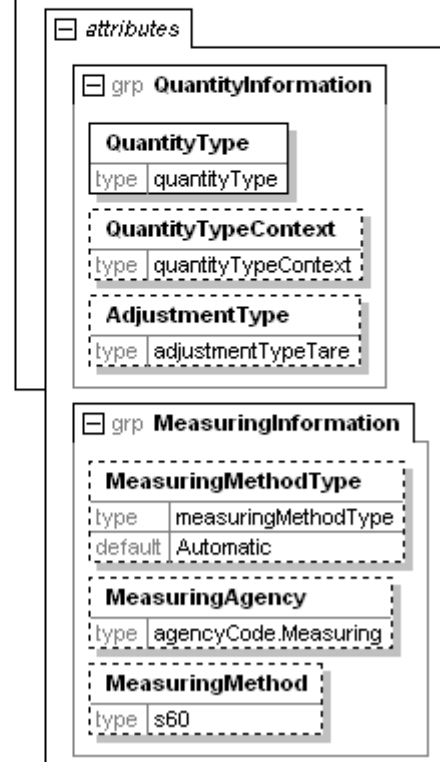 attributes
grp QuantityInformation
QuantityType
type quantityType
QuantityTypeContext
type quantityTypeContext
AdjustmentType
type adjustmentTypeTare
grp MeasuringInformation
MeasuringMethodType
type measuringMethodType
default Automatic
MeasuringAgency
type agencyCode.Measuring
MeasuringMethod
type s60